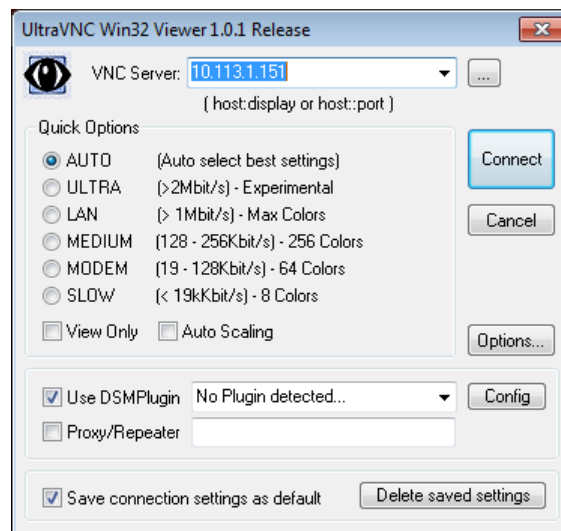 UltraVNC Win32 Viewer 1.0.1 Release
VNC Server: 10.113.1.151 ...
( host:display or host::port )
Quick Options
AUTO (Auto select best settings)
ULTRA (>2Mbit/s) - Experimental
LAN (> 1Mbit/s) - Max Colors
MEDIUM (128 - 256Kbit/s) - 256 Colors
MODEM (19 - 128Kbit/s) - 64 Colors
SLOW (< 19kKbit/s) - 8 Colors
View Only Auto Scaling
Connect
Cancel
Options...
Use DSMPlugin No Plugin detected... Config
Proxy/Repeater
Save connection settings as default Delete saved settings